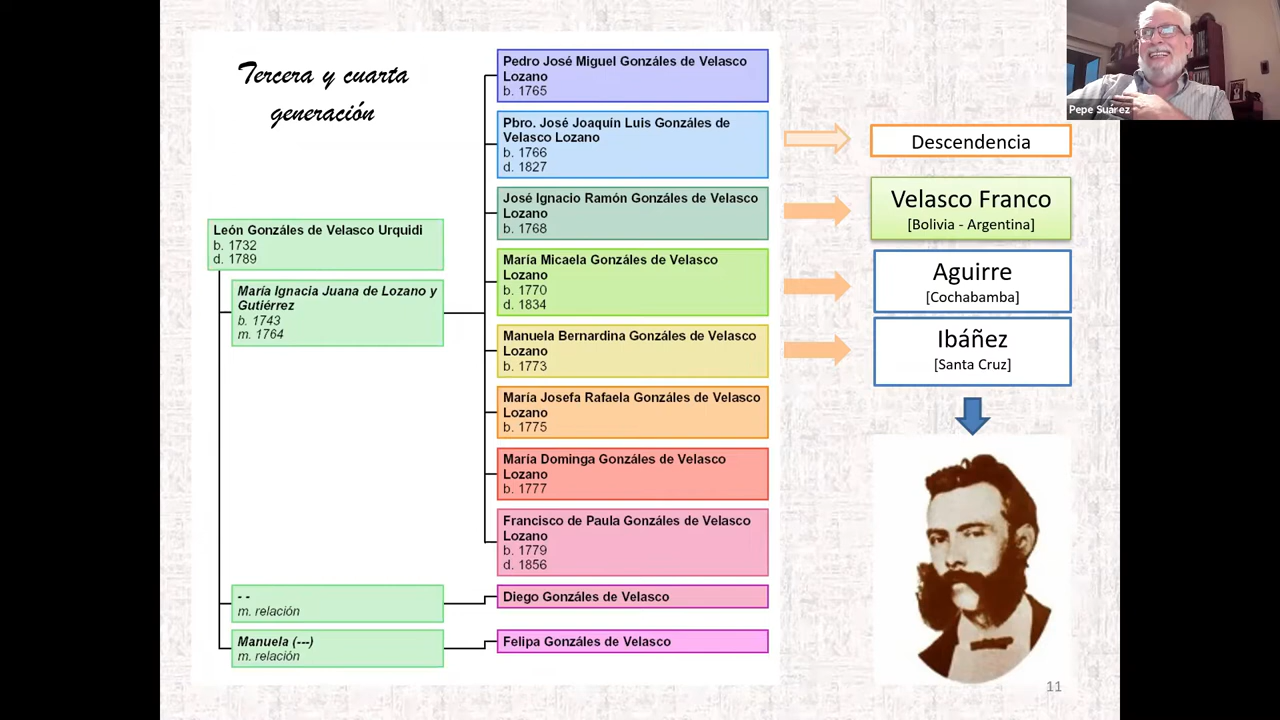 Tercera y cuarta
generación
León Gonzáles de Velasco Urquidi
b. 1732
d. 1789
María Ignacia Juana de Lozano y
Gutiérrez
b. 1743
m. 1764
- -
m. relación
Manuela (---)
m. relación
Pedro José Miguel Gonzáles de Velasco
Lozano
b. 1765
Pbro. José Joaquín Luis Gonzáles de
Velasco Lozano
b. 1766
d. 1827
José Ignacio Ramón Gonzáles de Velasco
Lozano
b. 1768
María Micaela Gonzáles de Velasco
Lozano
b. 1770
d. 1834
Manuela Bernardina Gonzáles de Velasco
Lozano
b. 1773
María Josefa Rafaela Gonzáles de Velasco
Lozano
b. 1775
María Dominga Gonzáles de Velasco
Lozano
b. 1777
Francisco de Paula Gonzáles de Velasco
Lozano
b. 1779
d. 1856
Diego Gonzáles de Velasco
Felipa Gonzáles de Velasco
Descendencia
Velasco Franco
[Bolivia - Argentina]
Aguirre
[Cochabamba]
Ibáñez
[Santa Cruz]
11
Pepe Suárez